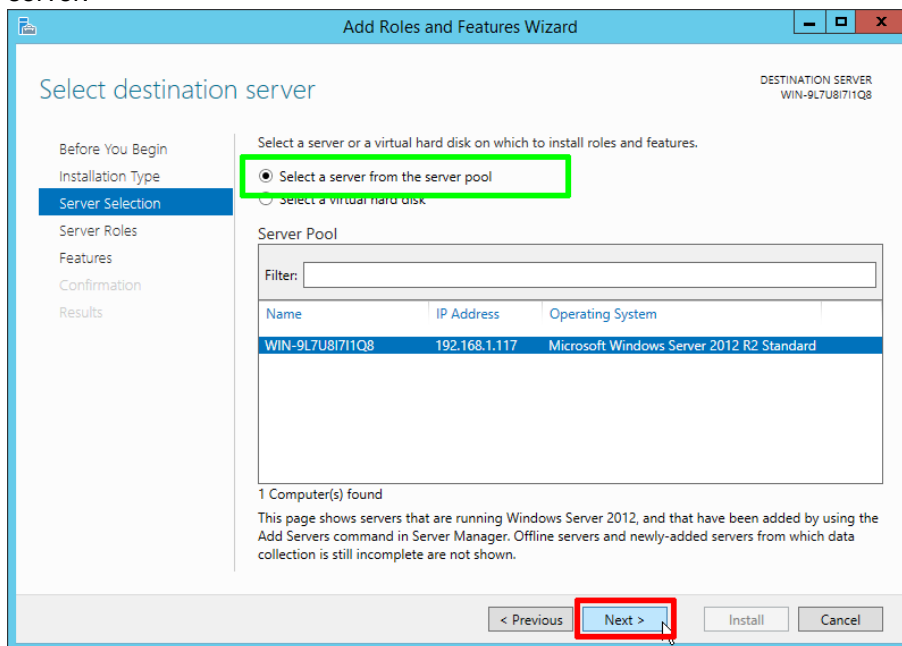 Add Roles and Features Wizard
Select destination server
DESTINATION SERVER
WIN-9L7U8I7I1Q8
Before You Begin
Installation Type
Server Selection
Server Roles
Features
Confirmation
Results
Select a server or a virtual hard disk on which to install roles and features.
Select a server from the server pool
Select a virtual hard disk
Server Pool
Filter:
Name IP Address Operating System
WIN-9L7U8I7I1Q8 192.168.1.117 Microsoft Windows Server 2012 R2 Standard
1 Computer(s) found
This page shows servers that are running Windows Server 2012, and that have been added by using the
Add Servers command in Server Manager. Offline servers and newly-added servers from which data
collection is still incomplete are not shown.
< Previous Next > Install Cancel